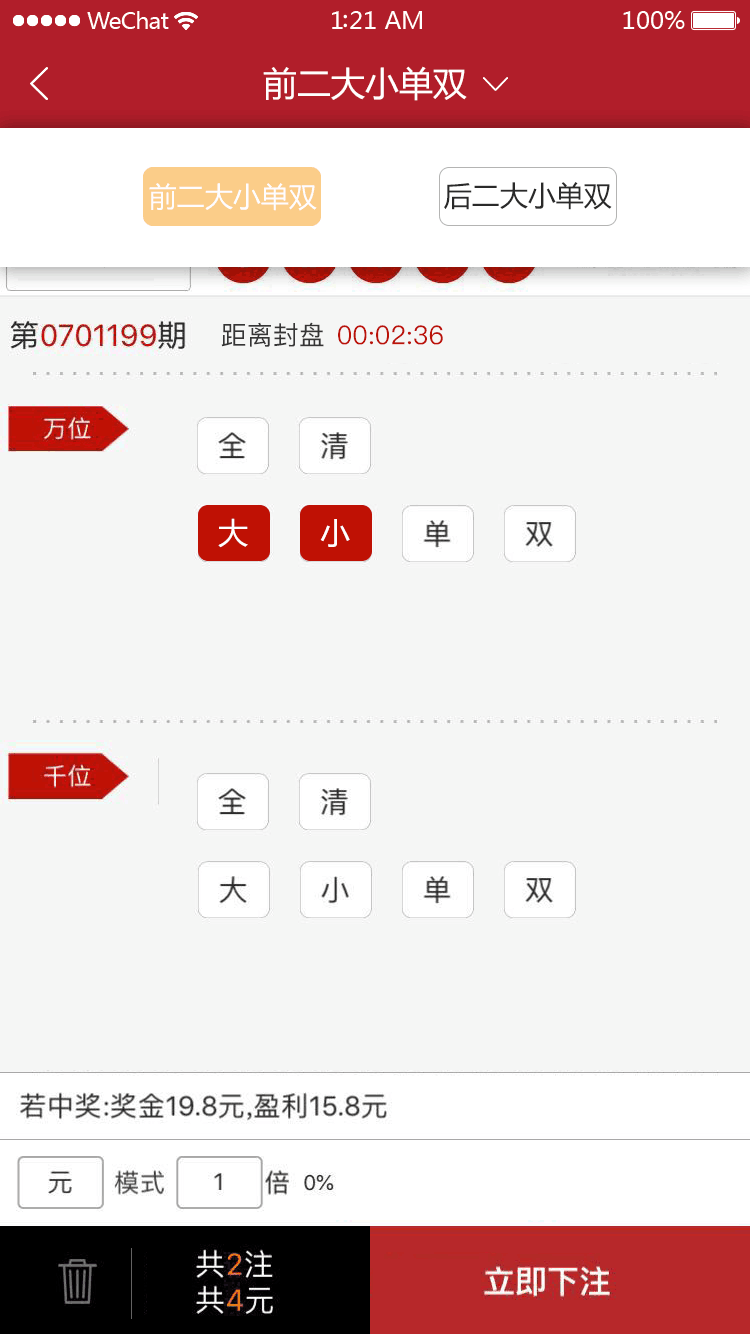 WeChat 1:21 AM 100%
前二大小单双
前二大小单双 后二大小单双
第0701199期 距离封盘 00:02:36
万位 全 清
大 小 单 双
千位 全 清
大 小 单 双
若中奖:奖金19.8元,盈利15.8元
元 模式 1 倍 0%
共2注
共4元
立即下注